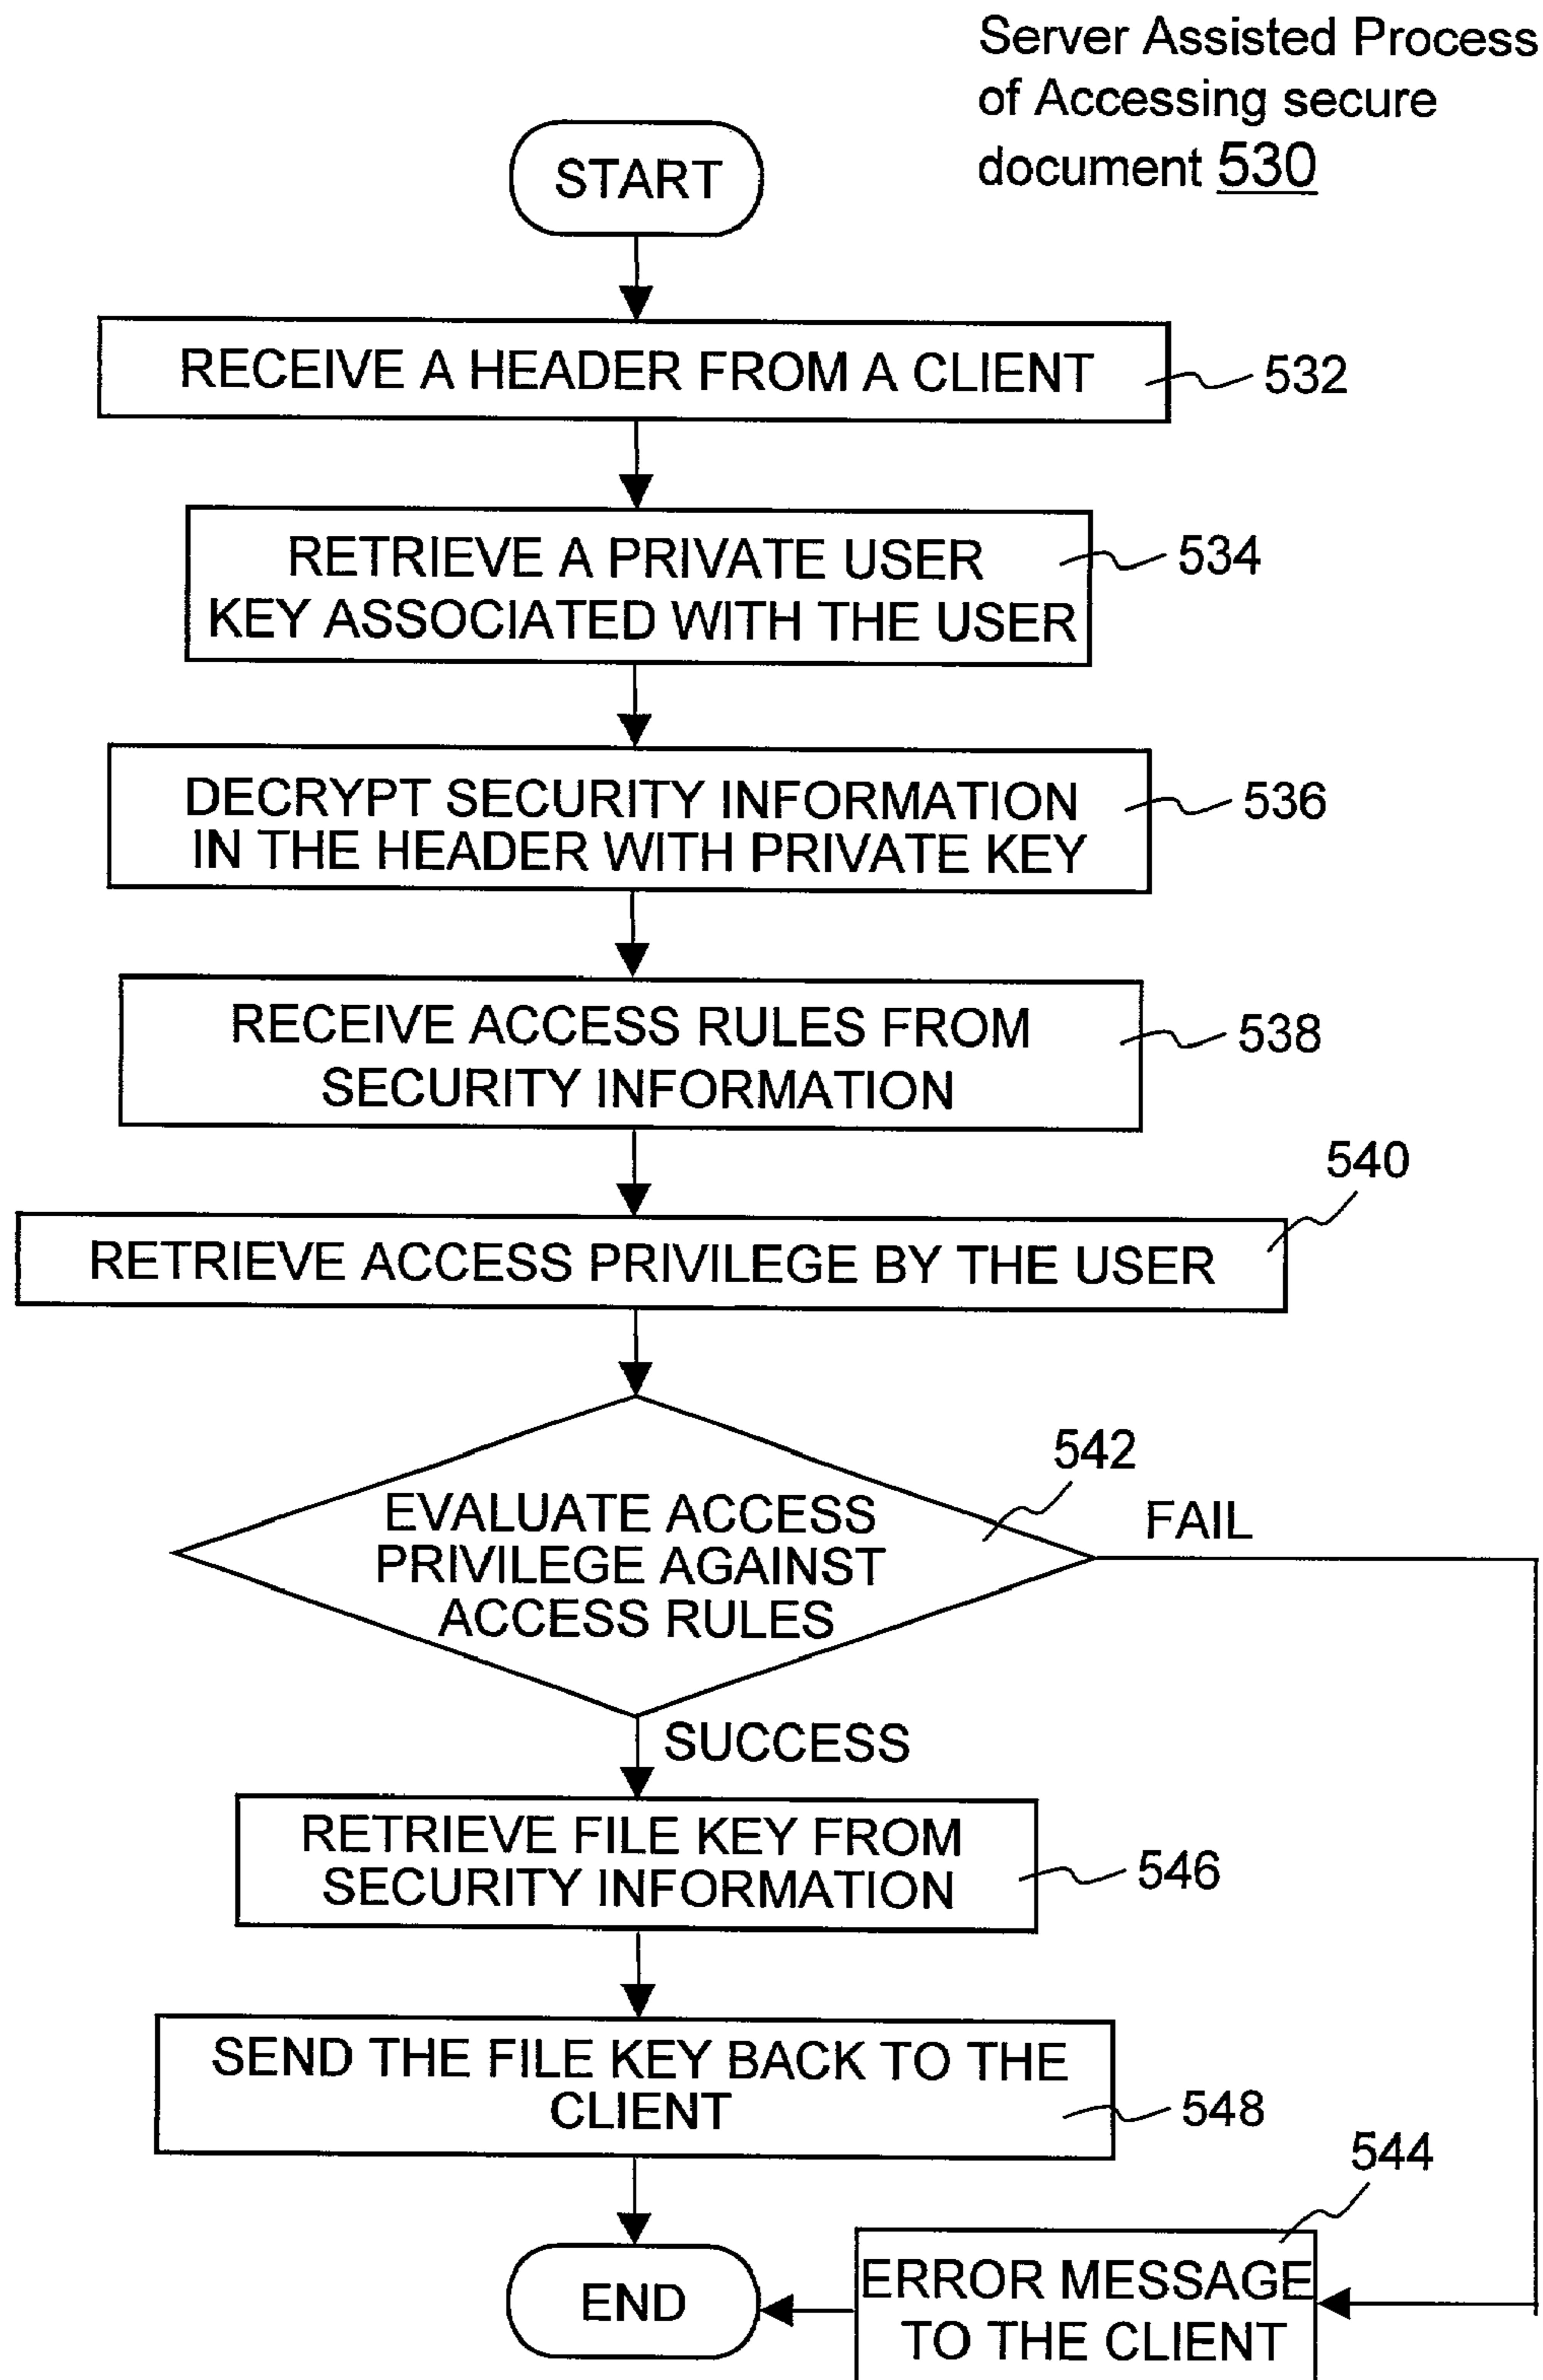 Server Assisted Process
of Accessing secure
document 530
START
RECEIVE A HEADER FROM A CLIENT
532
RETRIEVE A PRIVATE USER
KEY ASSOCIATED WITH THE USER
534
DECRYPT SECURITY INFORMATION
IN THE HEADER WITH PRIVATE KEY
536
RECEIVE ACCESS RULES FROM
SECURITY INFORMATION
538
540
RETRIEVE ACCESS PRIVILEGE BY THE USER
542
EVALUATE ACCESS
PRIVILEGE AGAINST
ACCESS RULES
FAIL
SUCCESS
RETRIEVE FILE KEY FROM
SECURITY INFORMATION
546
SEND THE FILE KEY BACK TO THE
CLIENT
548
544
ERROR MESSAGE
TO THE CLIENT
END